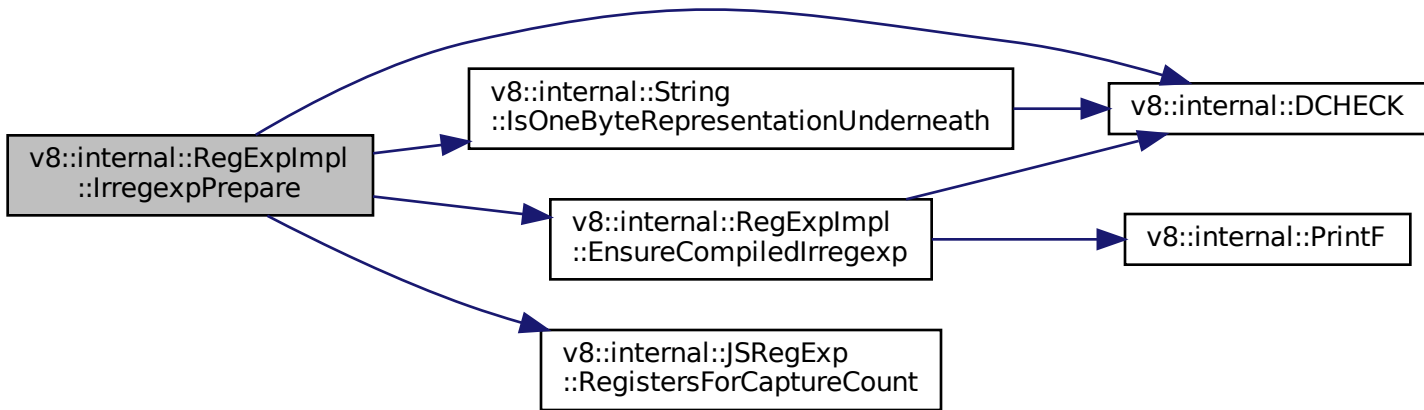 v8::internal::RegExpImpl
::IrregexpPrepare
v8::internal::String
::IsOneByteRepresentationUnderneath
v8::internal::DCHECK
v8::internal::RegExpImpl
::EnsureCompiledIrregexp
v8::internal::PrintF
v8::internal::JSRegExp
::RegistersForCaptureCount